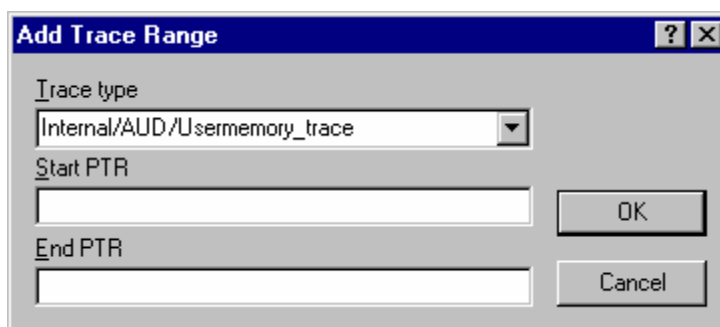 Add Trace Range
Trace type
Internal/AUD/Usermemory_trace
Start PTR
OK
End PTR
Cancel